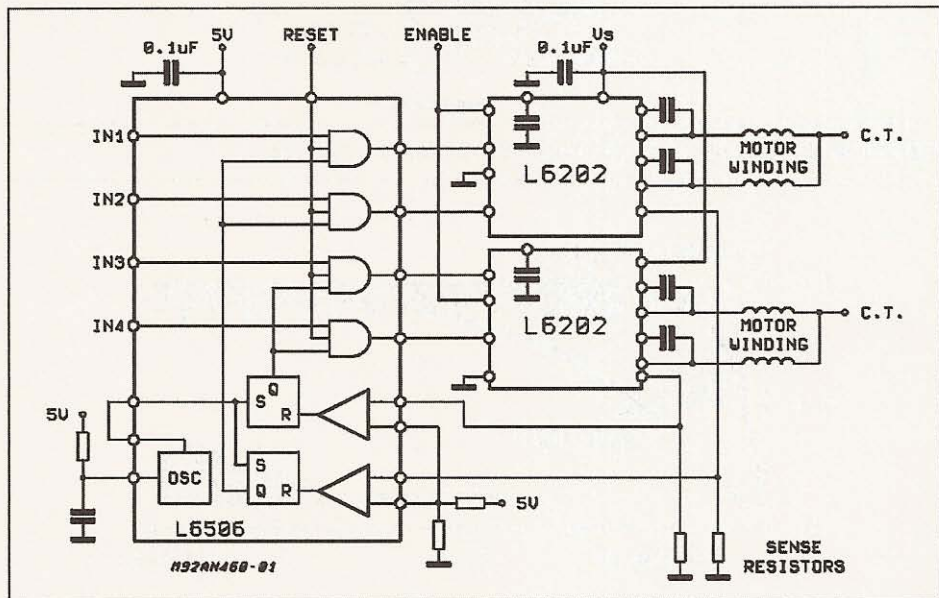 5V
RESET
ENABLE
Vs
0.1uF
0.1uF
IN1
IN2
IN3
IN4
L6202
MOTOR
WINDING
C.T.
L6202
MOTOR
WINDING
C.T.
S
Q
R
5V
OSC
S
Q
R
5V
L6506
M92AN460-01
SENSE
RESISTORS